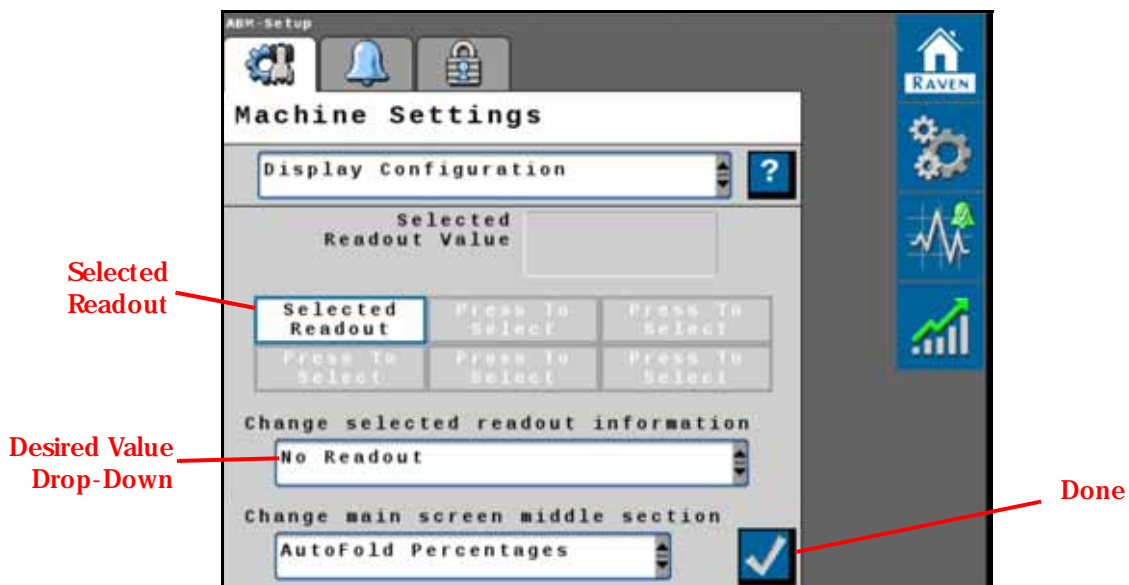 ABM-Setup
RAVEN
Machine Settings
Display Configuration
?
Selected
Readout Value
Selected
Readout
Selected
Readout
Press To
Select
Press To
Select
Press To
Select
Press To
Select
Press To
Select
Change selected readout information
Desired Value
Drop-Down
No Readout
Done
Change main screen middle section
AutoFold Percentages